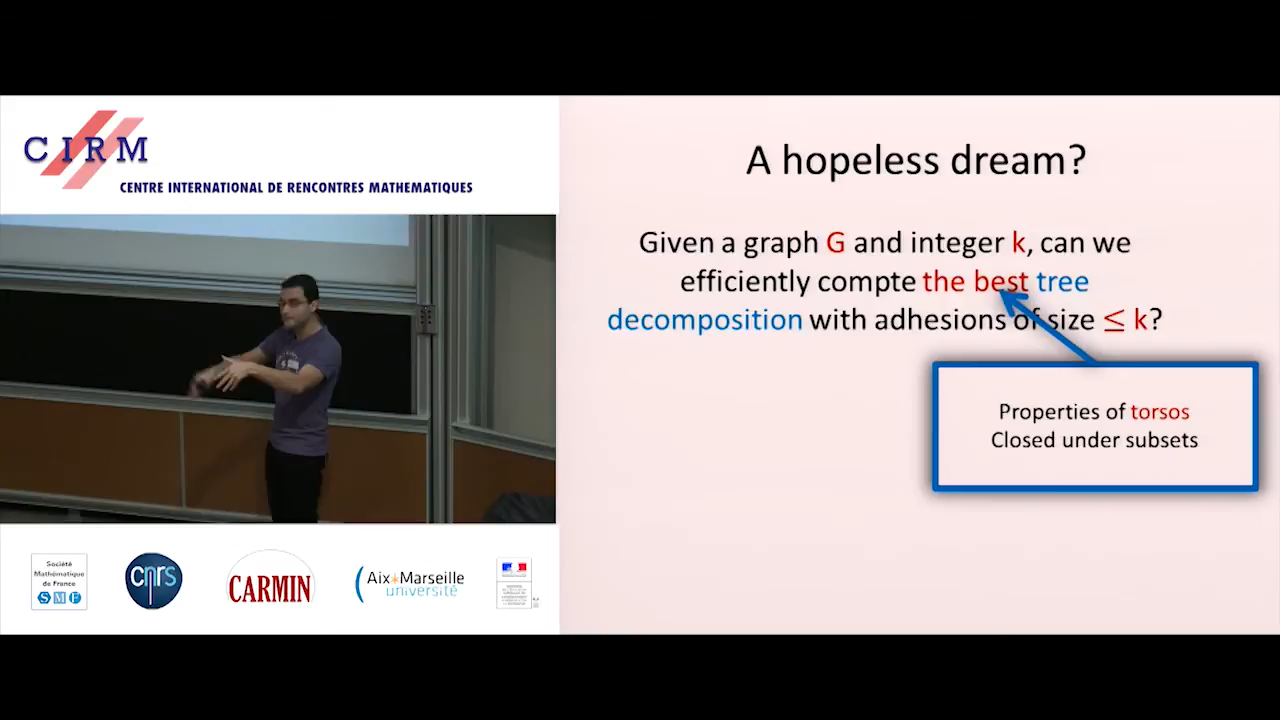 CIRM
CENTRE INTERNATIONAL DE RENCONTRES MATHEMATIQUES
A hopeless dream?
Given a graph G and integer k, can we
efficiently compte the best tree
decomposition with adhesions of size ≤ k?
Properties of torsos
Closed under subsets
Société
Mathématique
de France
SMF
cnrs
CARMIN
Aix*Marseille
université